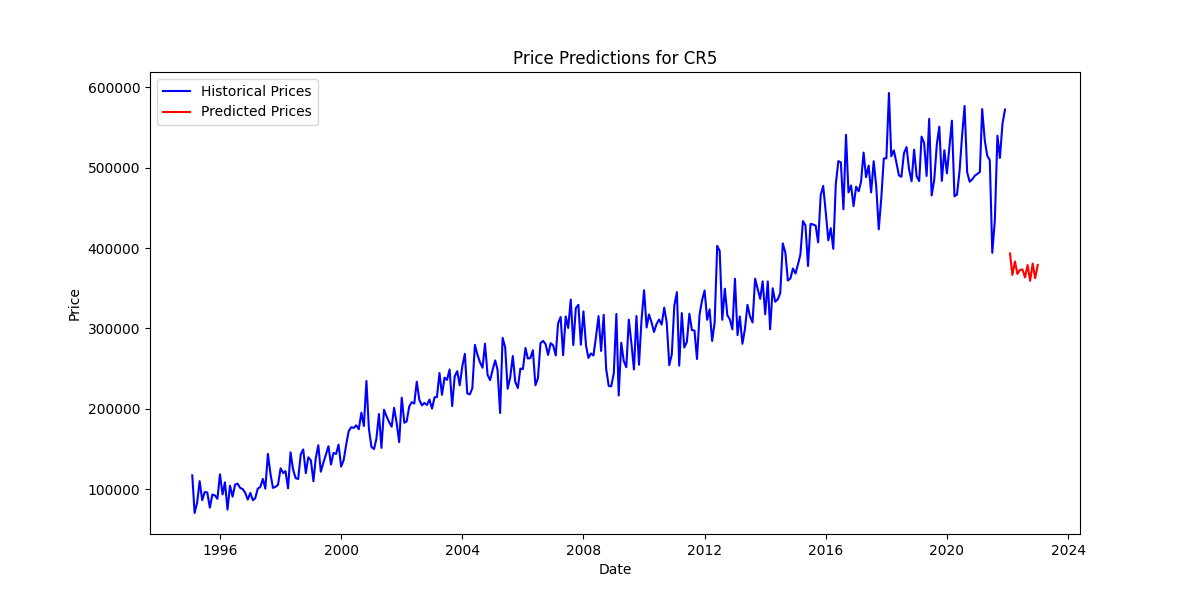 Price Predictions for CR5
Historical Prices
Predicted Prices
600000
500000
400000
300000
200000
100000
Price
1996 2000 2004 2008 2012 2016 2020 2024
Date